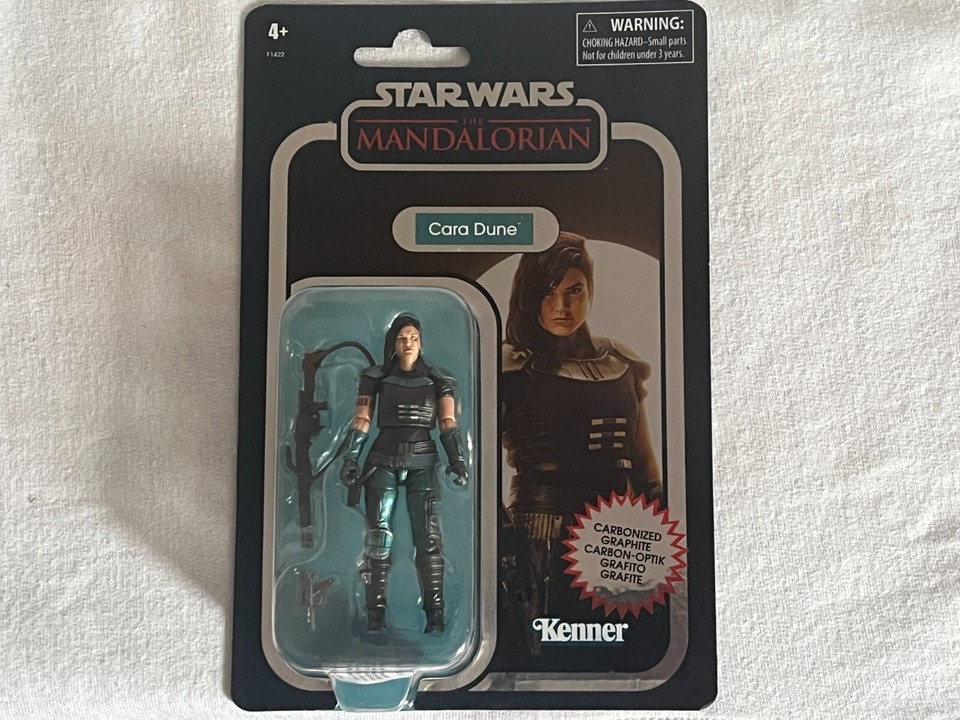 4+
F1422
WARNING:
CHOKING HAZARD–Small parts.
Not for children under 3 years.
STAR WARS
THE
MANDALORIAN
Cara Dune™
CARBONIZED
GRAPHITE
CARBON-OPTIK
GRAFITO
GRAFITE
Kenner